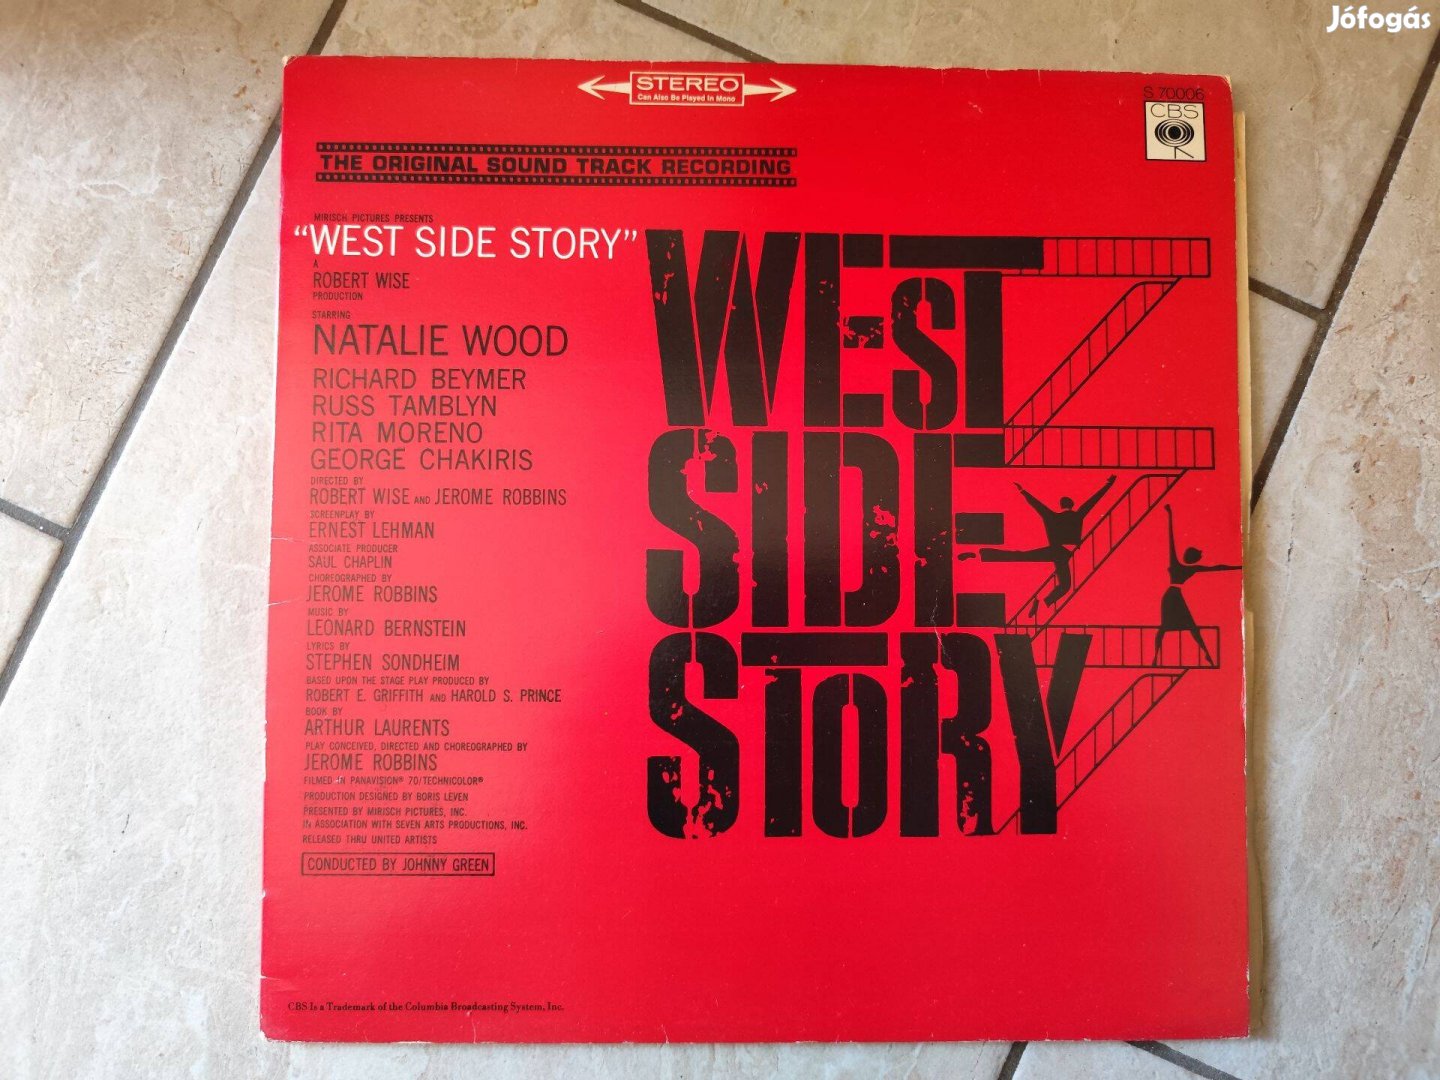 Jófogás
STEREO
Can Also Be Played in Mono
S 70006
CBS
THE ORIGINAL SOUND TRACK RECORDING
MIRISCH PICTURES PRESENTS
"WEST SIDE STORY"
A
ROBERT WISE
PRODUCTION
STARRING
NATALIE WOOD
RICHARD BEYMER
RUSS TAMBLYN
RITA MORENO
GEORGE CHAKIRIS
DIRECTED BY
ROBERT WISE AND JEROME ROBBINS
SCREENPLAY BY
ERNEST LEHMAN
ASSOCIATE PRODUCER
SAUL CHAPLIN
CHOREOGRAPHED BY
JEROME ROBBINS
MUSIC BY
LEONARD BERNSTEIN
LYRICS BY
STEPHEN SONDHEIM
BASED UPON THE STAGE PLAY PRODUCED BY
ROBERT E. GRIFFITH AND HAROLD S. PRINCE
BOOK BY
ARTHUR LAURENTS
PLAY CONCEIVED, DIRECTED AND CHOREOGRAPHED BY
JEROME ROBBINS
FILMED IN PANAVISION® 70/TECHNICOLOR®
PRODUCTION DESIGNED BY BORIS LEVEN
PRESENTED BY MIRISCH PICTURES, INC.
IN ASSOCIATION WITH SEVEN ARTS PRODUCTIONS, INC.
RELEASED THRU UNITED ARTISTS
CONDUCTED BY JOHNNY GREEN
WEST
SIDE
STORY
CBS Is a Trademark of the Columbia Broadcasting System, Inc.